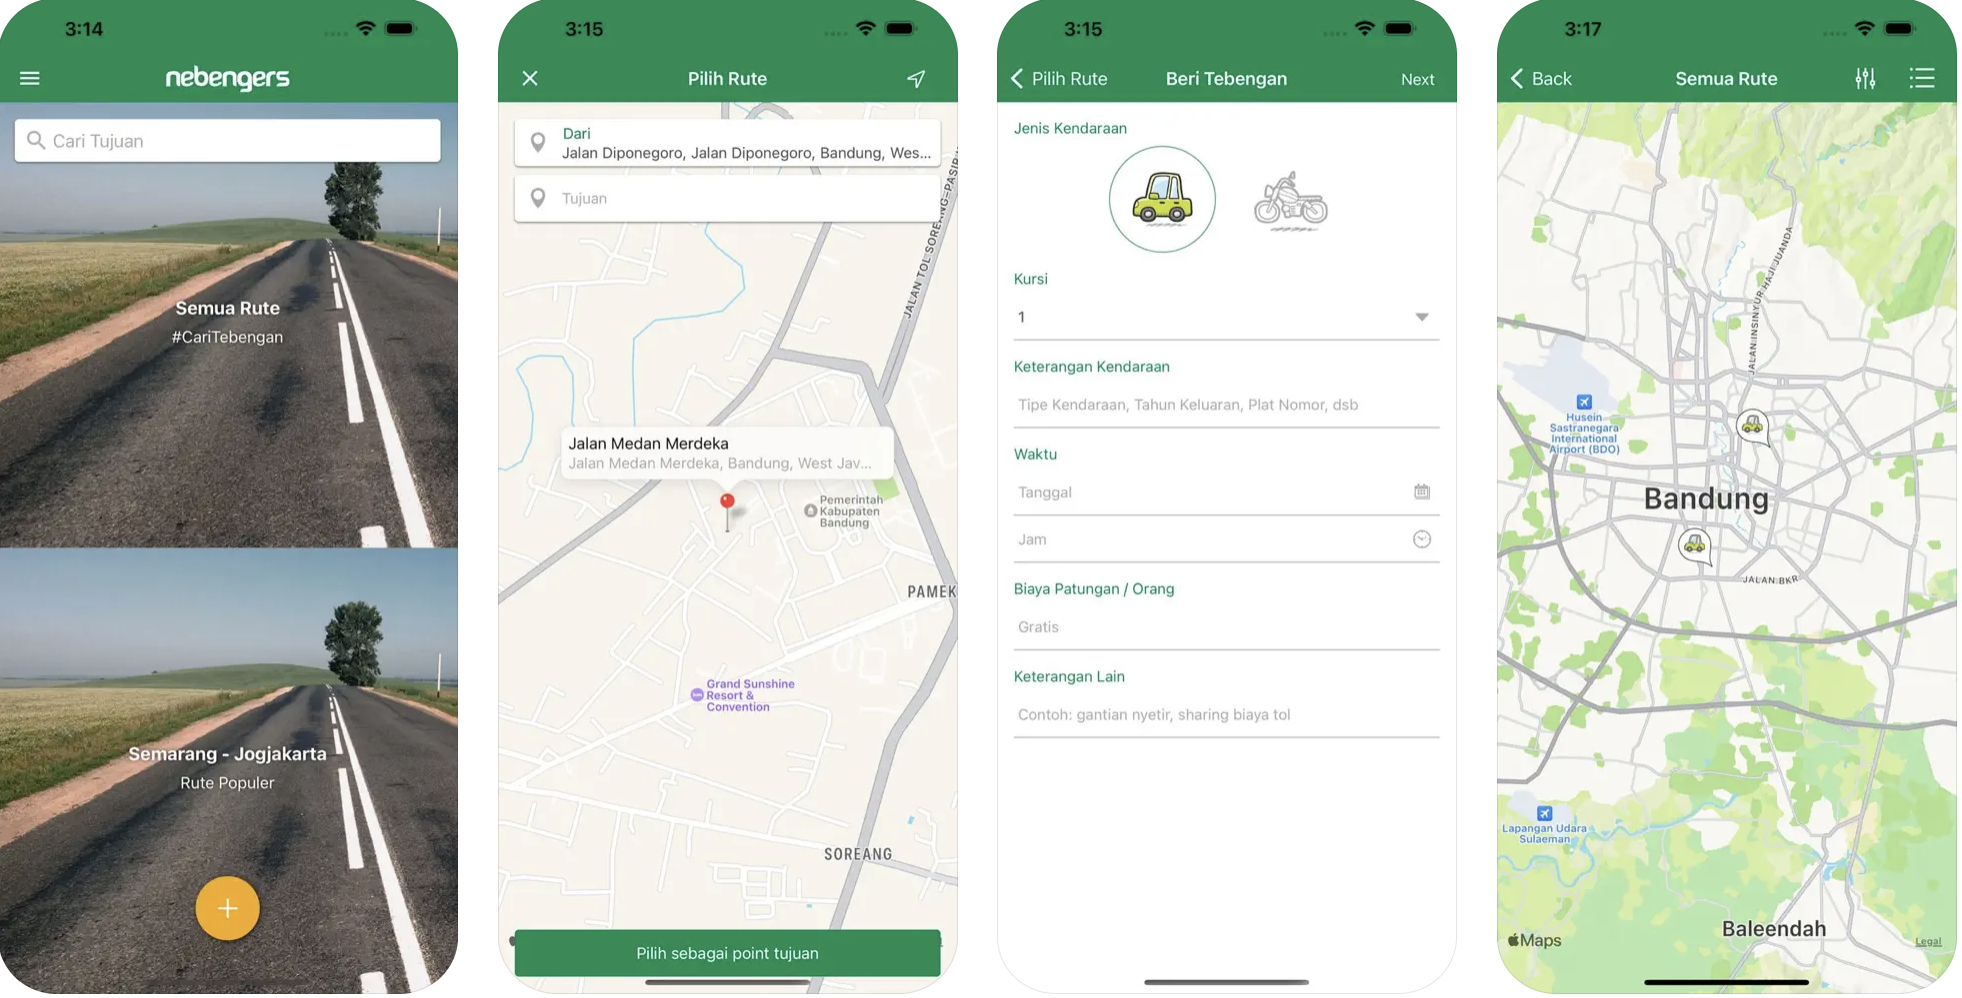 3:14
nebengers
Cari Tujuan
Semua Rute
#CariTebengan
Semarang - Jogjakarta
Rute Populer
3:15
Pilih Rute
Dari
Jalan Diponegoro, Jalan Diponegoro, Bandung, Wes...
Tujuan
JALAN TOL SOREANG-PASIR
Jalan Medan Merdeka
Jalan Medan Merdeka, Bandung, West Jav...
Pemerintah
Kabupaten
Bandung
PAMEK
Grand Sunshine
Resort &
Convention
SOREANG
Pilih sebagai point tujuan
3:15
Pilih Rute
Beri Tebengan
Next
Jenis Kendaraan
Kursi
1
Keterangan Kendaraan
Tipe Kendaraan, Tahun Keluaran, Plat Nomor, dsb
Waktu
Tanggal
Jam
Biaya Patungan / Orang
Gratis
Keterangan Lain
Contoh: gantian nyetir, sharing biaya tol
3:17
Back
Semua Rute
JALAN INSINYUR HAJI JUANDA
Husein
Sastranegara
International
Airport (BDO)
Bandung
JALAN BKR
Lapangan Udara
Sulaeman
Baleendah
Maps
Legal